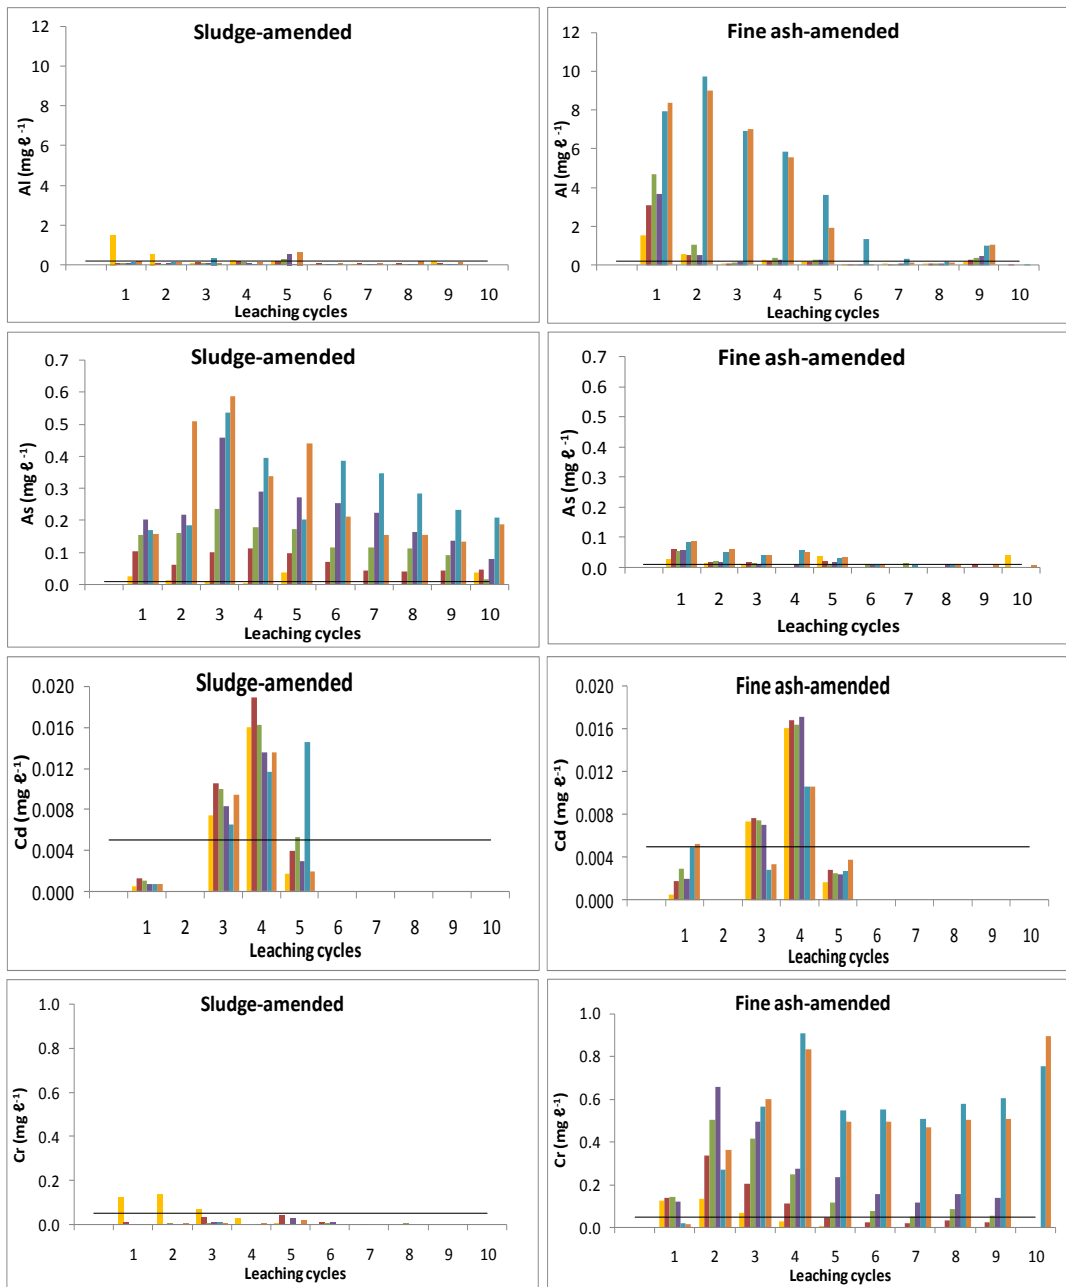 Sludge-amended
12
10
8
6
4
2
0
Al (mg ℓ⁻¹)
1 2 3 4 5 6 7 8 9 10
Leaching cycles
Fine ash-amended
12
10
8
6
4
2
0
Al (mg ℓ⁻¹)
1 2 3 4 5 6 7 8 9 10
Leaching cycles
Sludge-amended
0.7
0.6
0.5
0.4
0.3
0.2
0.1
0.0
As (mg ℓ⁻¹)
1 2 3 4 5 6 7 8 9 10
Leaching cycles
Fine ash-amended
0.7
0.6
0.5
0.4
0.3
0.2
0.1
0.0
As (mg ℓ⁻¹)
1 2 3 4 5 6 7 8 9 10
Leaching cycles
Sludge-amended
0.020
0.016
0.012
0.008
0.004
0.000
Cd (mg ℓ⁻¹)
1 2 3 4 5 6 7 8 9 10
Leaching cycles
Fine ash-amended
0.020
0.016
0.012
0.008
0.004
0.000
Cd (mg ℓ⁻¹)
1 2 3 4 5 6 7 8 9 10
Leaching cycles
Sludge-amended
1.0
0.8
0.6
0.4
0.2
0.0
Cr (mg ℓ⁻¹)
1 2 3 4 5 6 7 8 9 10
Leaching cycles
Fine ash-amended
1.0
0.8
0.6
0.4
0.2
0.0
Cr (mg ℓ⁻¹)
1 2 3 4 5 6 7 8 9 10
Leaching cycles